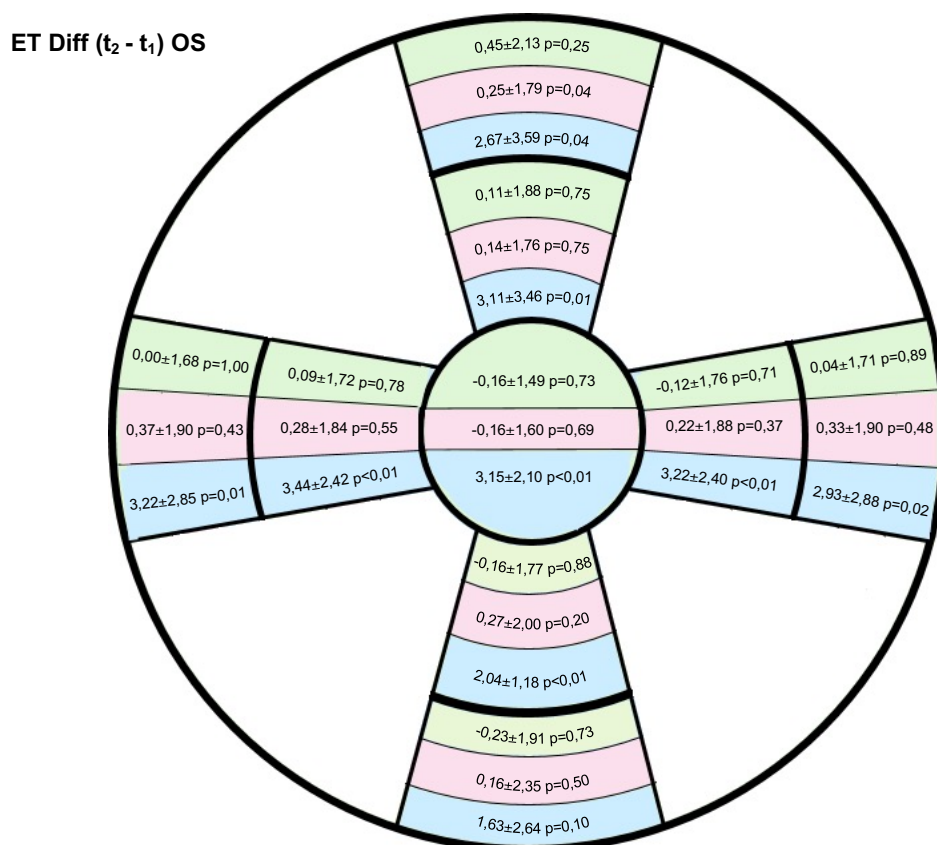 ET Diff (t₂ - t₁) OS
0,45±2,13 p=0,25
0,25±1,79 p=0,04
2,67±3,59 p=0,04
0,11±1,88 p=0,75
0,14±1,76 p=0,75
3,11±3,46 p=0,01
0,00±1,68 p=1,00
0,09±1,72 p=0,78
-0,16±1,49 p=0,73
-0,12±1,76 p=0,71
0,04±1,71 p=0,89
0,37±1,90 p=0,43
0,28±1,84 p=0,55
-0,16±1,60 p=0,69
0,22±1,88 p=0,37
0,33±1,90 p=0,48
3,22±2,85 p=0,01
3,44±2,42 p<0,01
3,15±2,10 p<0,01
3,22±2,40 p<0,01
2,93±2,88 p=0,02
-0,16±1,77 p=0,88
0,27±2,00 p=0,20
2,04±1,18 p<0,01
-0,23±1,91 p=0,73
0,16±2,35 p=0,50
1,63±2,64 p=0,10